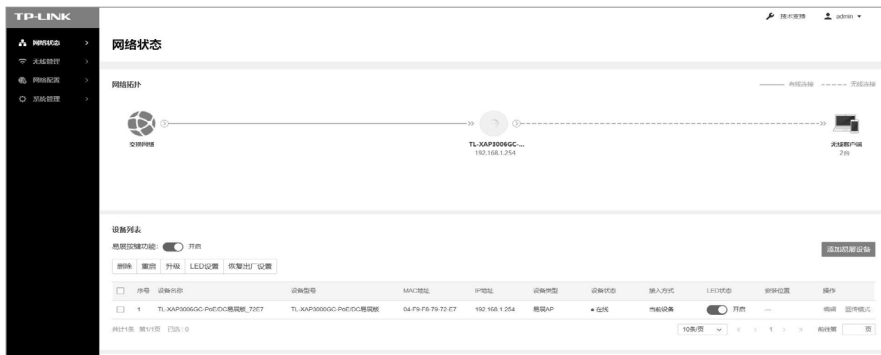 TP-LINK
技术支持 admin
网络状态
无线管理
网络配置
系统管理
网络状态
网络拓扑
有线连接 无线连接
交换网络
TL-XAP3006GC-...
192.168.1.254
无线客户端
2台
设备列表
易展按键功能: 开启
添加易展设备
删除 重启 升级 LED设置 恢复出厂设置
序号 设备名称 设备型号 MAC地址 IP地址 设备类型 设备状态 接入方式 LED状态 安装位置 操作
1 TL-XAP3006GC-PoE/DC易展版_72E7 TL-XAP3000GC-PoE/DC易展版 04-F9-F8-79-72-E7 192.168.1.254 易展AP 在线 当前设备 开启 --- 编辑 宣传模式
共计1条 第1/1页 已选: 0
10条/页 < < 1 > > 前往第 页